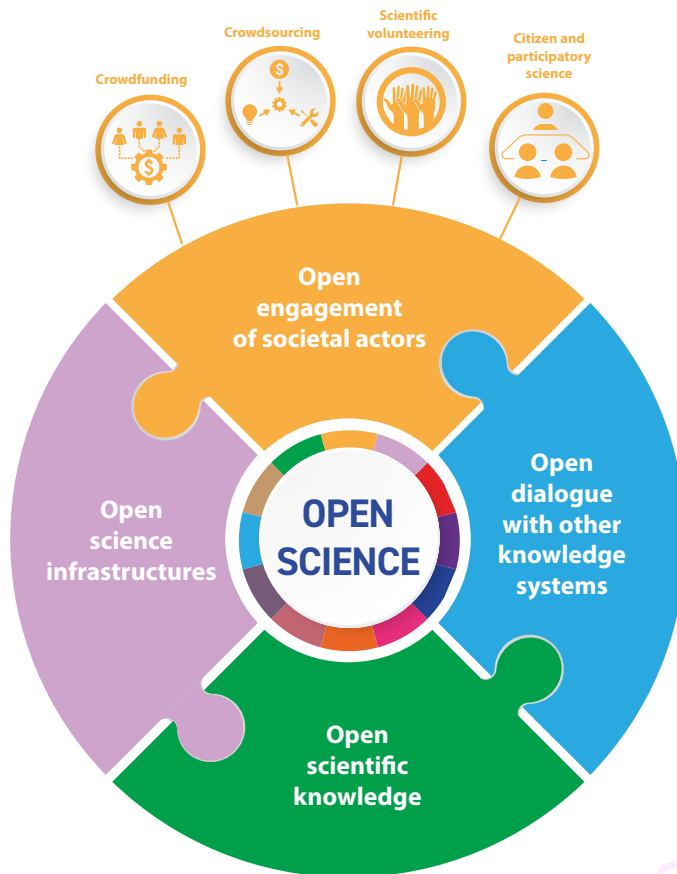 Crowdfunding
Crowdsourcing
Scientific
volunteering
Citizen and
participatory
science
$
$
Open
engagement
of societal actors
Open
science
infrastructures
OPEN
SCIENCE
Open
dialogue
with other
knowledge
systems
Open
scientific
knowledge